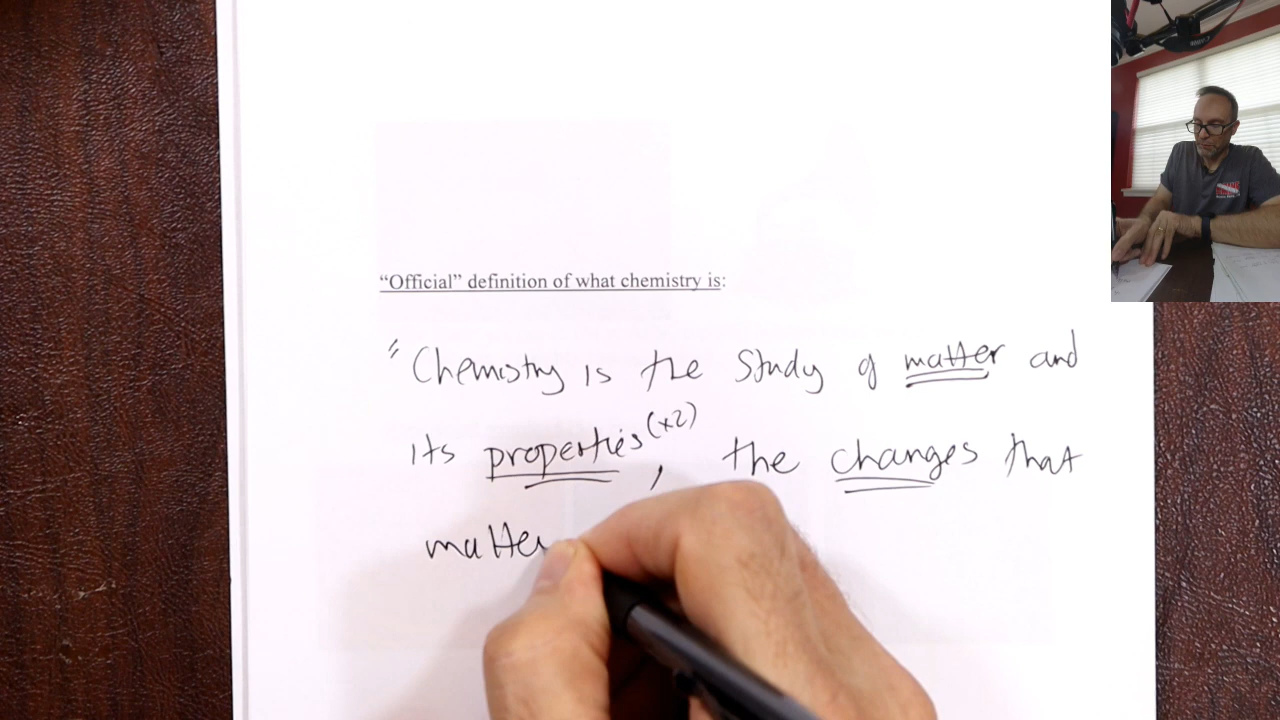 “Official” definition of what chemistry is:
“Chemistry is the study of matter and
its properties (x2), the changes that
matter